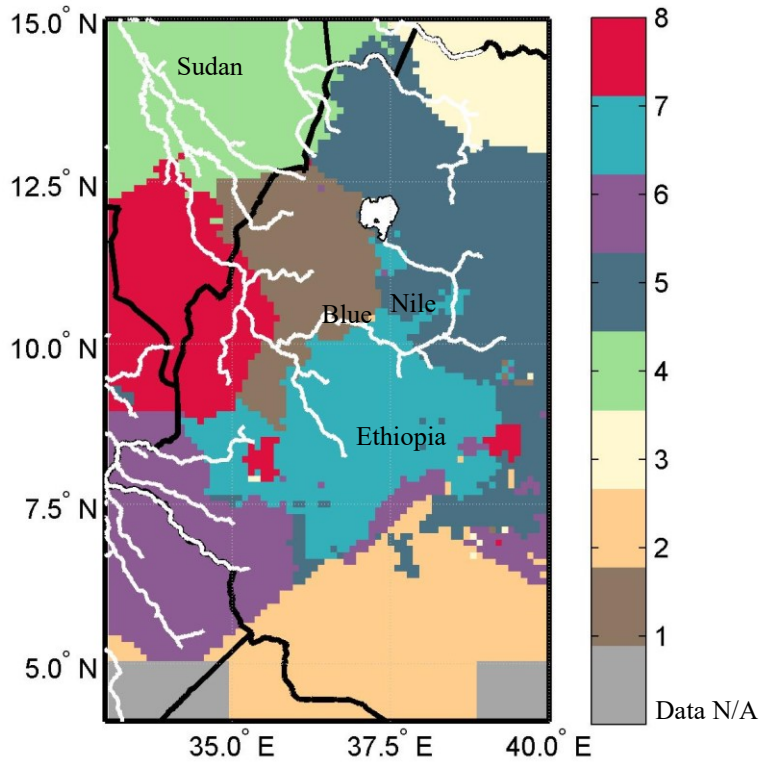 15.0° N
12.5° N
10.0° N
7.5° N
5.0° N
35.0° E
37.5° E
40.0° E
Sudan
Blue
Nile
Ethiopia
8
7
6
5
4
3
2
1
Data N/A